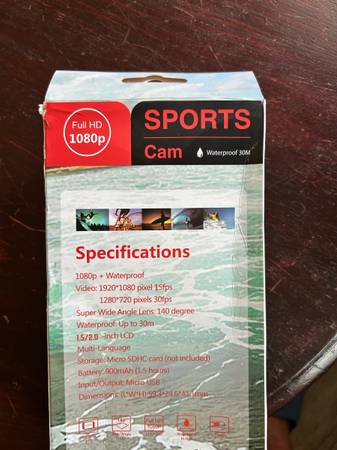 Full HD
1080p
SPORTS
Cam
Waterproof 30M
Specifications
1080p + Waterproof
Video: 1920*1080 pixel 15fps
1280*720 pixels 30fps
Super Wide Angle Lens: 140 degree
Waterproof: Up to 30m
1.5/2.0 -inch LCD
Multi-Language
Storage: Micro SDHC card (not included)
Battery: 900mAh (1.5 hours)
Input/Output: Micro USB
Dimensions: (L*W*H):